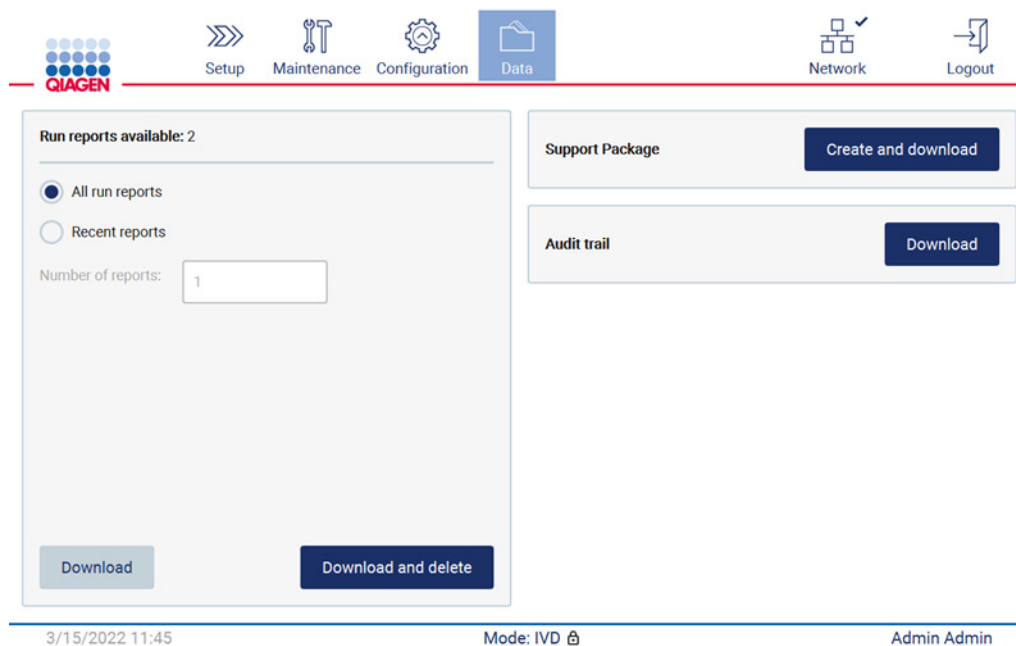 QIAGEN
Setup
Maintenance
Configuration
Data
Network
Logout
Run reports available: 2
All run reports
Recent reports
Number of reports:
1
Download
Download and delete
Support Package
Create and download
Audit trail
Download
3/15/2022 11:45
Mode: IVD
Admin Admin